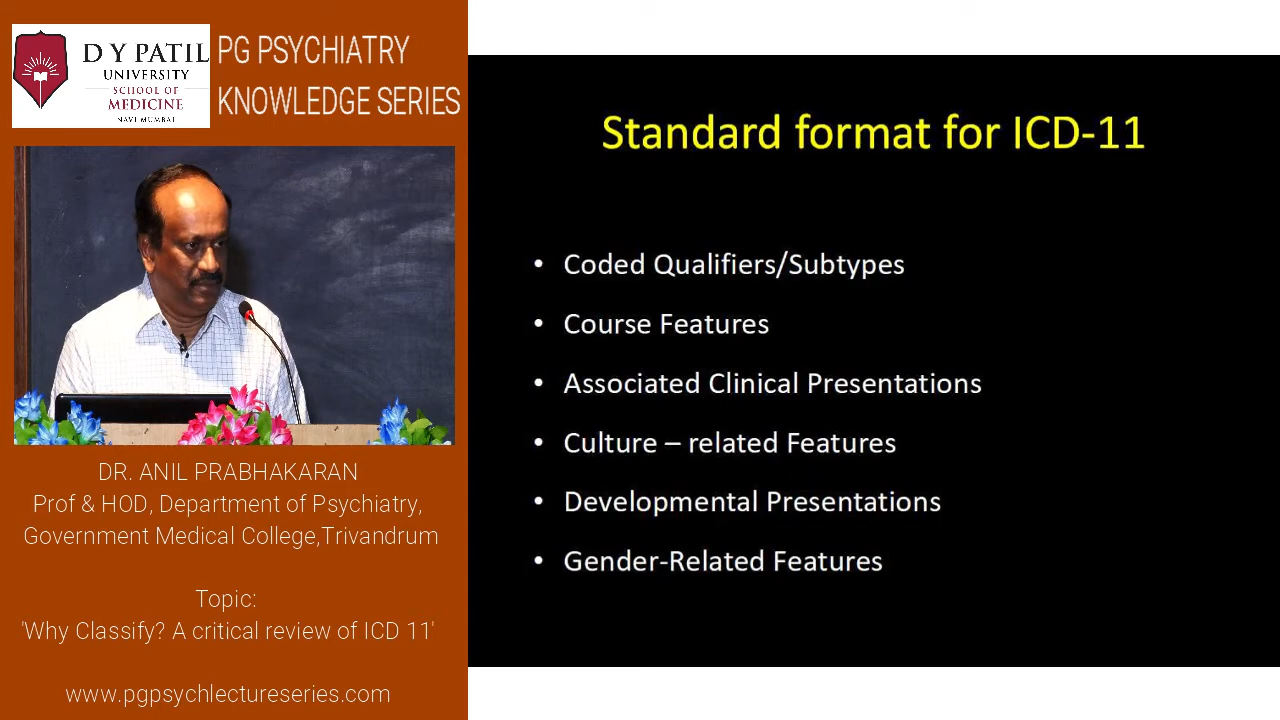 D Y PATIL
UNIVERSITY
SCHOOL OF
MEDICINE
NAVI MUMBAI
PG PSYCHIATRY
KNOWLEDGE SERIES
DR. ANIL PRABHAKARAN
Prof & HOD, Department of Psychiatry,
Government Medical College,Trivandrum
Topic:
'Why Classify? A critical review of ICD 11'
www.pgpsychlectureseries.com
Standard format for ICD-11
• Coded Qualifiers/Subtypes
• Course Features
• Associated Clinical Presentations
• Culture – related Features
• Developmental Presentations
• Gender-Related Features